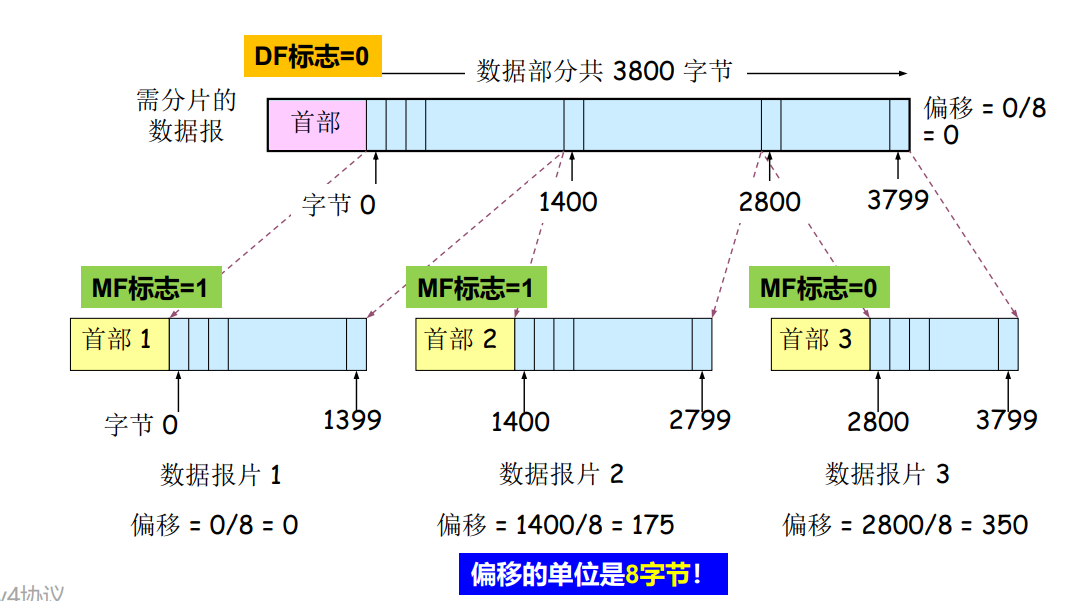 DF标志=0
数据部分共 3800 字节
需分片的
数据报
首部
偏移 = 0/8
= 0
字节 0
1400
2800
3799
MF标志=1
MF标志=1
MF标志=0
首部 1
首部 2
首部 3
字节 0
1399
1400
2799
2800
3799
数据报片 1
数据报片 2
数据报片 3
偏移 = 0/8 = 0
偏移 = 1400/8 = 175
偏移 = 2800/8 = 350
偏移的单位是8字节!
v4协议